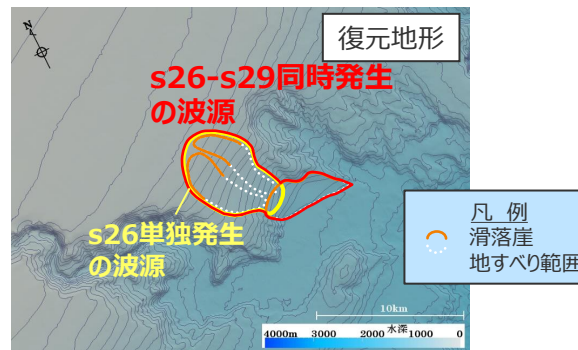 N
復元地形
s26-s29同時発生
の波源
s26単独発生
の波源
凡 例
滑落崖
地すべり範囲
10km
4000m 3000 2000 水深 1000 0